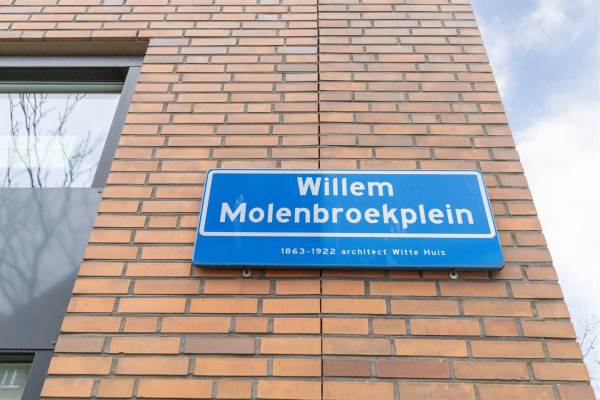 Willem
Molenbroekplein
1863-1922 architect Witte Huis